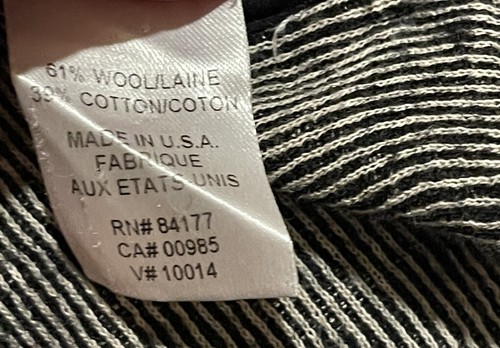 61% WOOL/LAINE
39% COTTON/COTON
MADE IN U.S.A.
FABRIQUE
AUX ETATS-UNIS
RN# 84177
CA# 00985
V# 10014